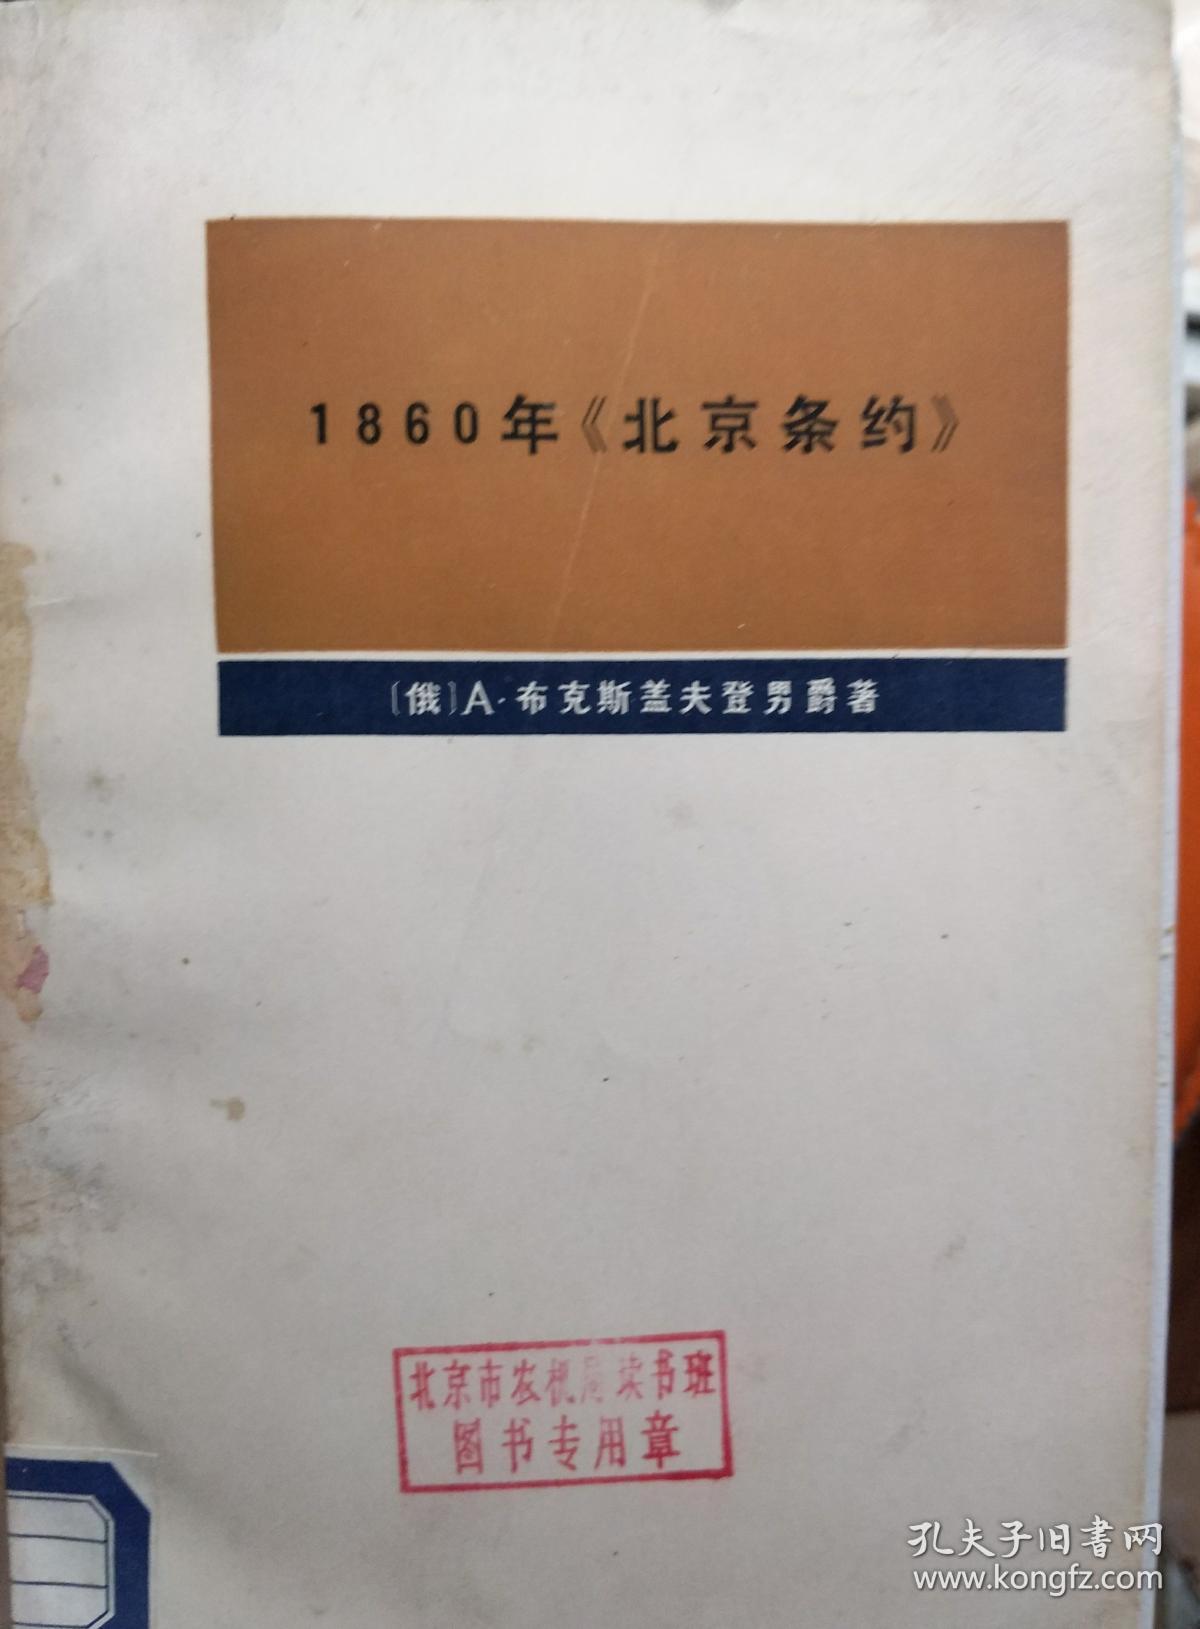 1860年《北京条约》
〔俄〕A·布克斯盖夫登男爵著
北京市农机局读书班
图书专用章
孔夫子旧書网
www.kongfz.com